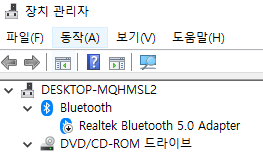 장치 관리자
파일(F) 동작(A) 보기(V) 도움말(H)
DESKTOP-MQHMSL2
Bluetooth
Realtek Bluetooth 5.0 Adapter
DVD/CD-ROM 드라이브